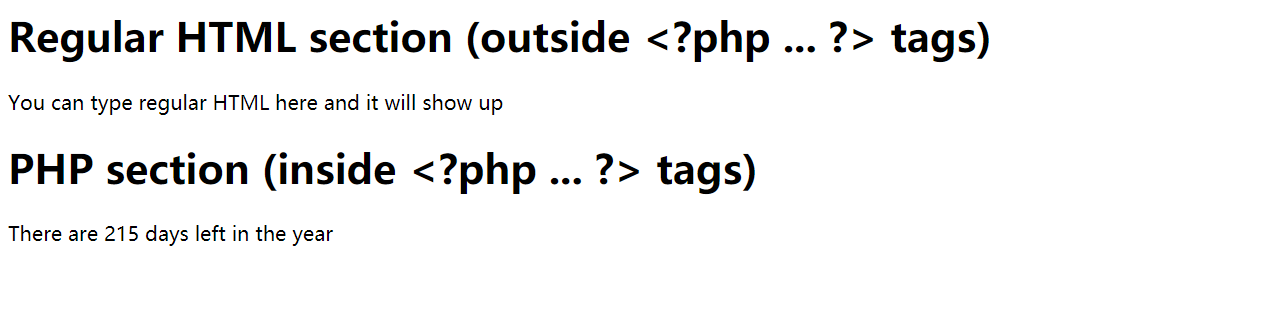 Regular HTML section (outside <?php ... ?> tags)
You can type regular HTML here and it will show up
PHP section (inside <?php ... ?> tags)
There are 215 days left in the year